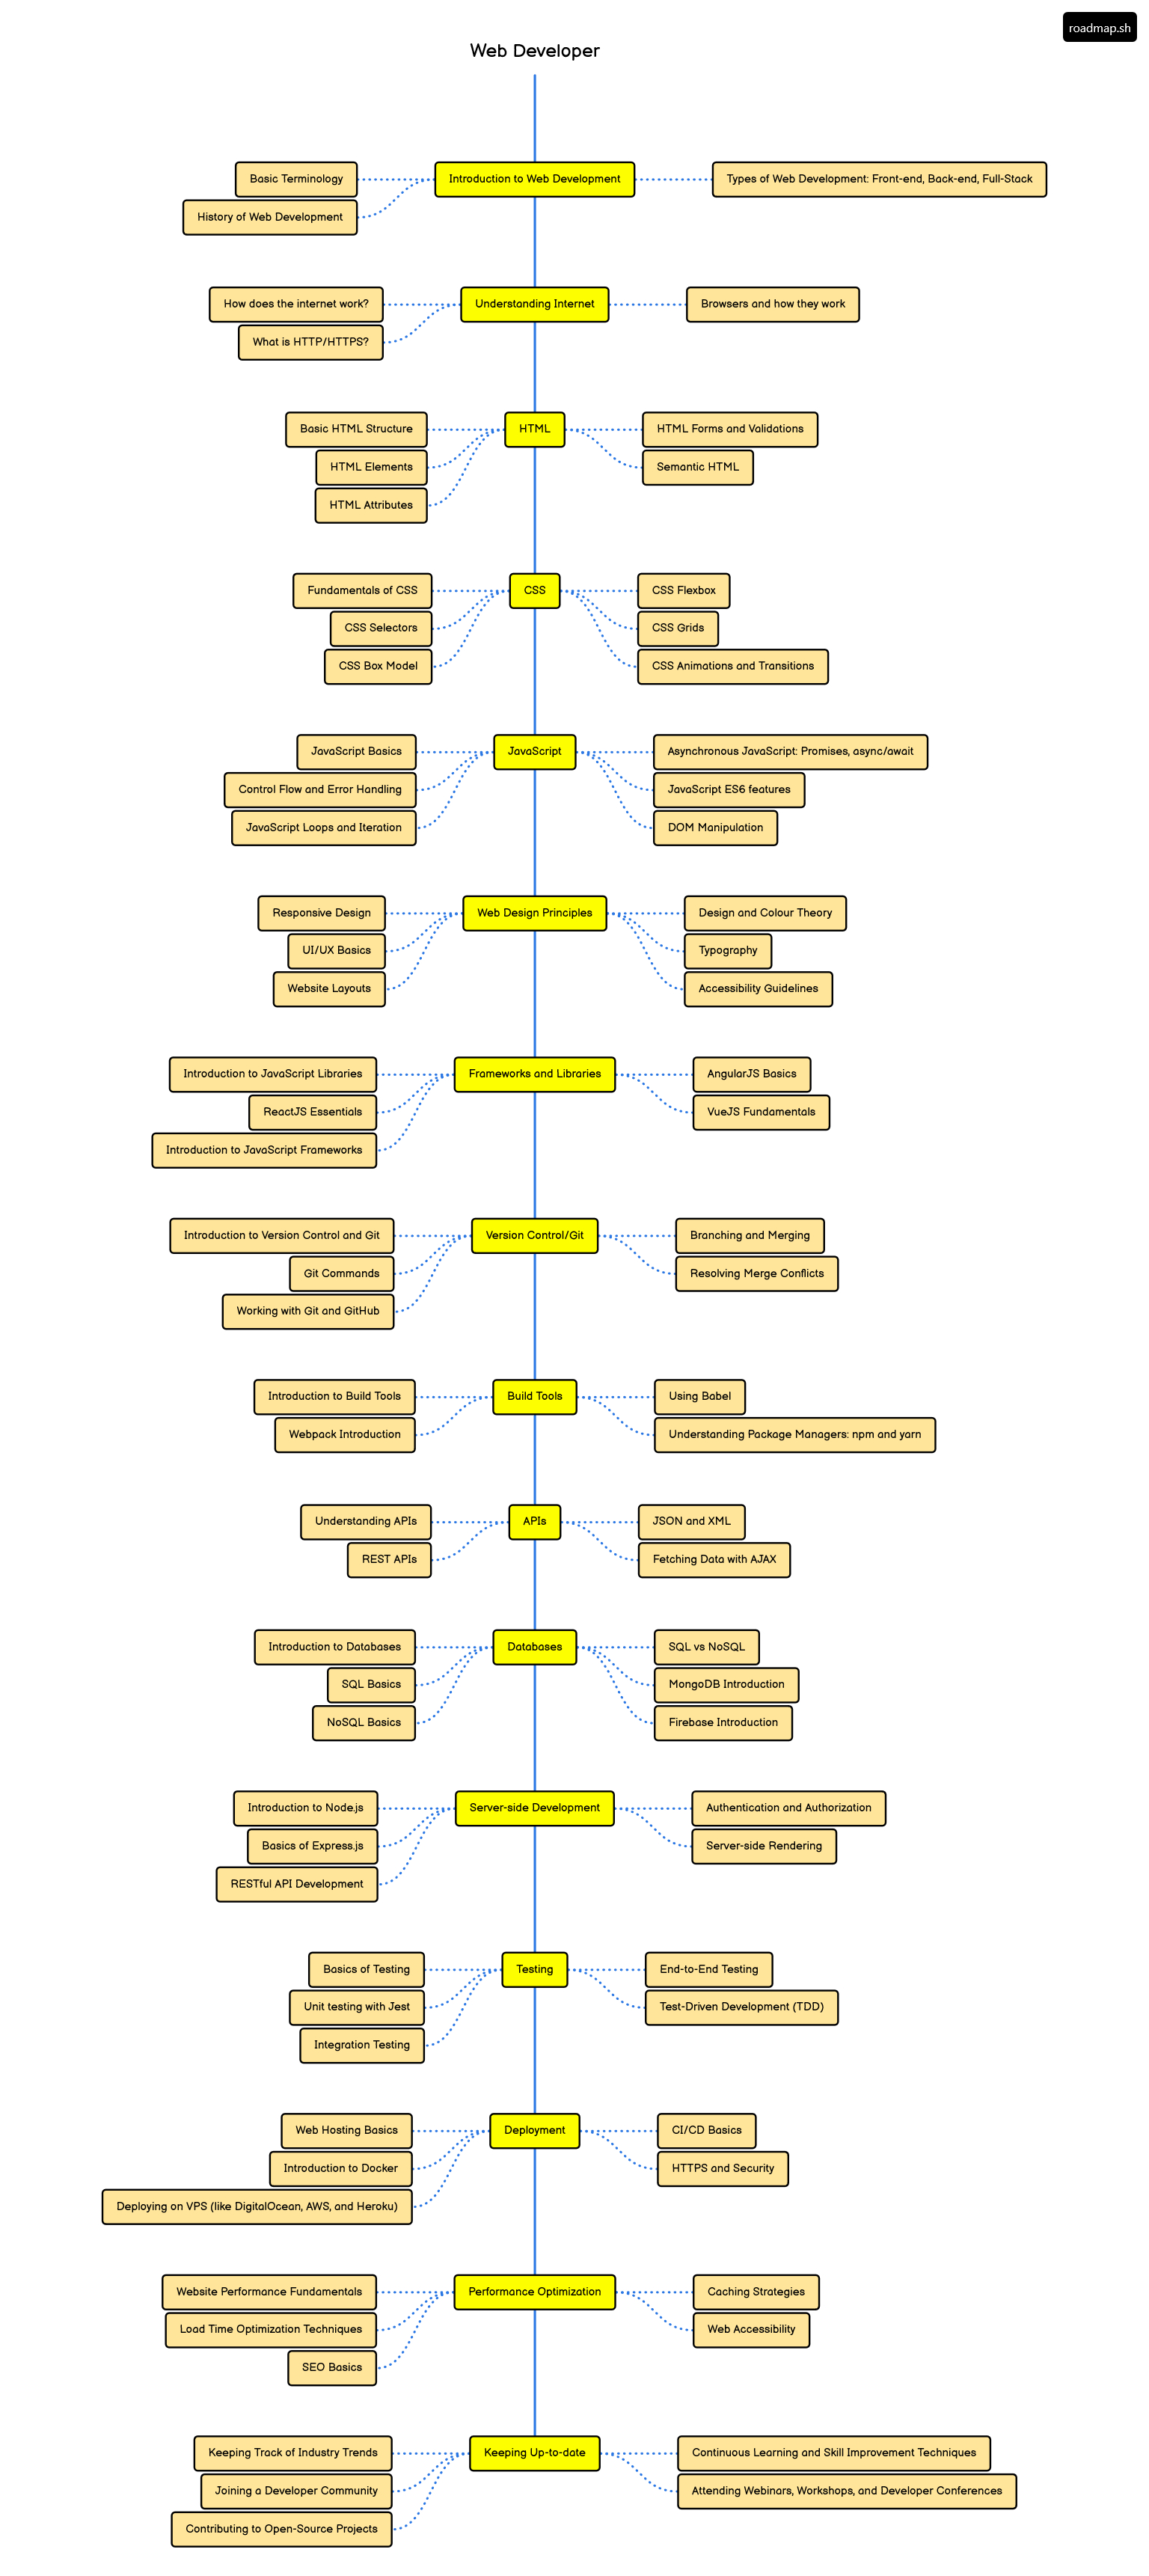 roadmap.sh
Web Developer
Basic Terminology
Introduction to Web Development
Types of Web Development: Front-end, Back-end, Full-Stack
History of Web Development
How does the internet work?
Understanding Internet
Browsers and how they work
What is HTTP/HTTPS?
Basic HTML Structure
HTML
HTML Forms and Validations
HTML Elements
Semantic HTML
HTML Attributes
Fundamentals of CSS
CSS
CSS Flexbox
CSS Selectors
CSS Grids
CSS Box Model
CSS Animations and Transitions
JavaScript Basics
JavaScript
Asynchronous JavaScript: Promises, async/await
Control Flow and Error Handling
JavaScript ES6 features
JavaScript Loops and Iteration
DOM Manipulation
Responsive Design
Web Design Principles
Design and Colour Theory
UI/UX Basics
Typography
Website Layouts
Accessibility Guidelines
Introduction to JavaScript Libraries
Frameworks and Libraries
AngularJS Basics
ReactJS Essentials
VueJS Fundamentals
Introduction to JavaScript Frameworks
Introduction to Version Control and Git
Version Control/Git
Branching and Merging
Git Commands
Resolving Merge Conflicts
Working with Git and GitHub
Introduction to Build Tools
Build Tools
Using Babel
Webpack Introduction
Understanding Package Managers: npm and yarn
Understanding APIs
APIs
JSON and XML
REST APIs
Fetching Data with AJAX
Introduction to Databases
Databases
SQL vs NoSQL
SQL Basics
MongoDB Introduction
NoSQL Basics
Firebase Introduction
Introduction to Node.js
Server-side Development
Authentication and Authorization
Basics of Express.js
Server-side Rendering
RESTful API Development
Basics of Testing
Testing
End-to-End Testing
Unit testing with Jest
Test-Driven Development (TDD)
Integration Testing
Web Hosting Basics
Deployment
CI/CD Basics
Introduction to Docker
HTTPS and Security
Deploying on VPS (like DigitalOcean, AWS, and Heroku)
Website Performance Fundamentals
Performance Optimization
Caching Strategies
Load Time Optimization Techniques
Web Accessibility
SEO Basics
Keeping Track of Industry Trends
Keeping Up-to-date
Continuous Learning and Skill Improvement Techniques
Joining a Developer Community
Attending Webinars, Workshops, and Developer Conferences
Contributing to Open-Source Projects